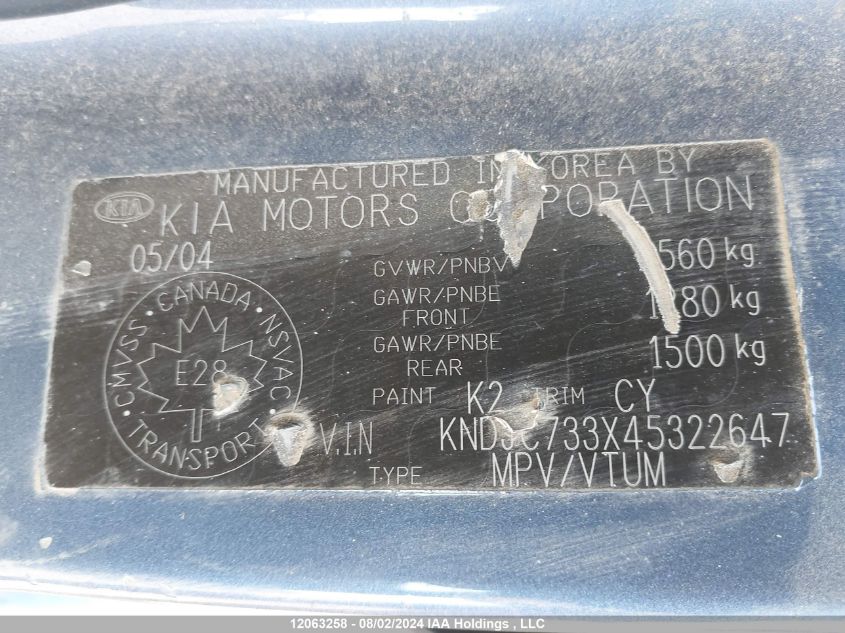 MANUFACTURED IN KOREA BY
KIA KIA MOTORS CORPORATION
05/04
GVWR/PNBV 560 kg
GAWR/PNBE kg
FRONT
GAWR/PNBE 1500 kg
REAR
CMVSS · CANADA · NSVAC
E28
TRANSPORT
PAINT K2 TRIM CY
V.I.N KNDJC733X45322647
TYPE MPV/VTUM
12063258 - 08/02/2024 IAA Holdings , LLC